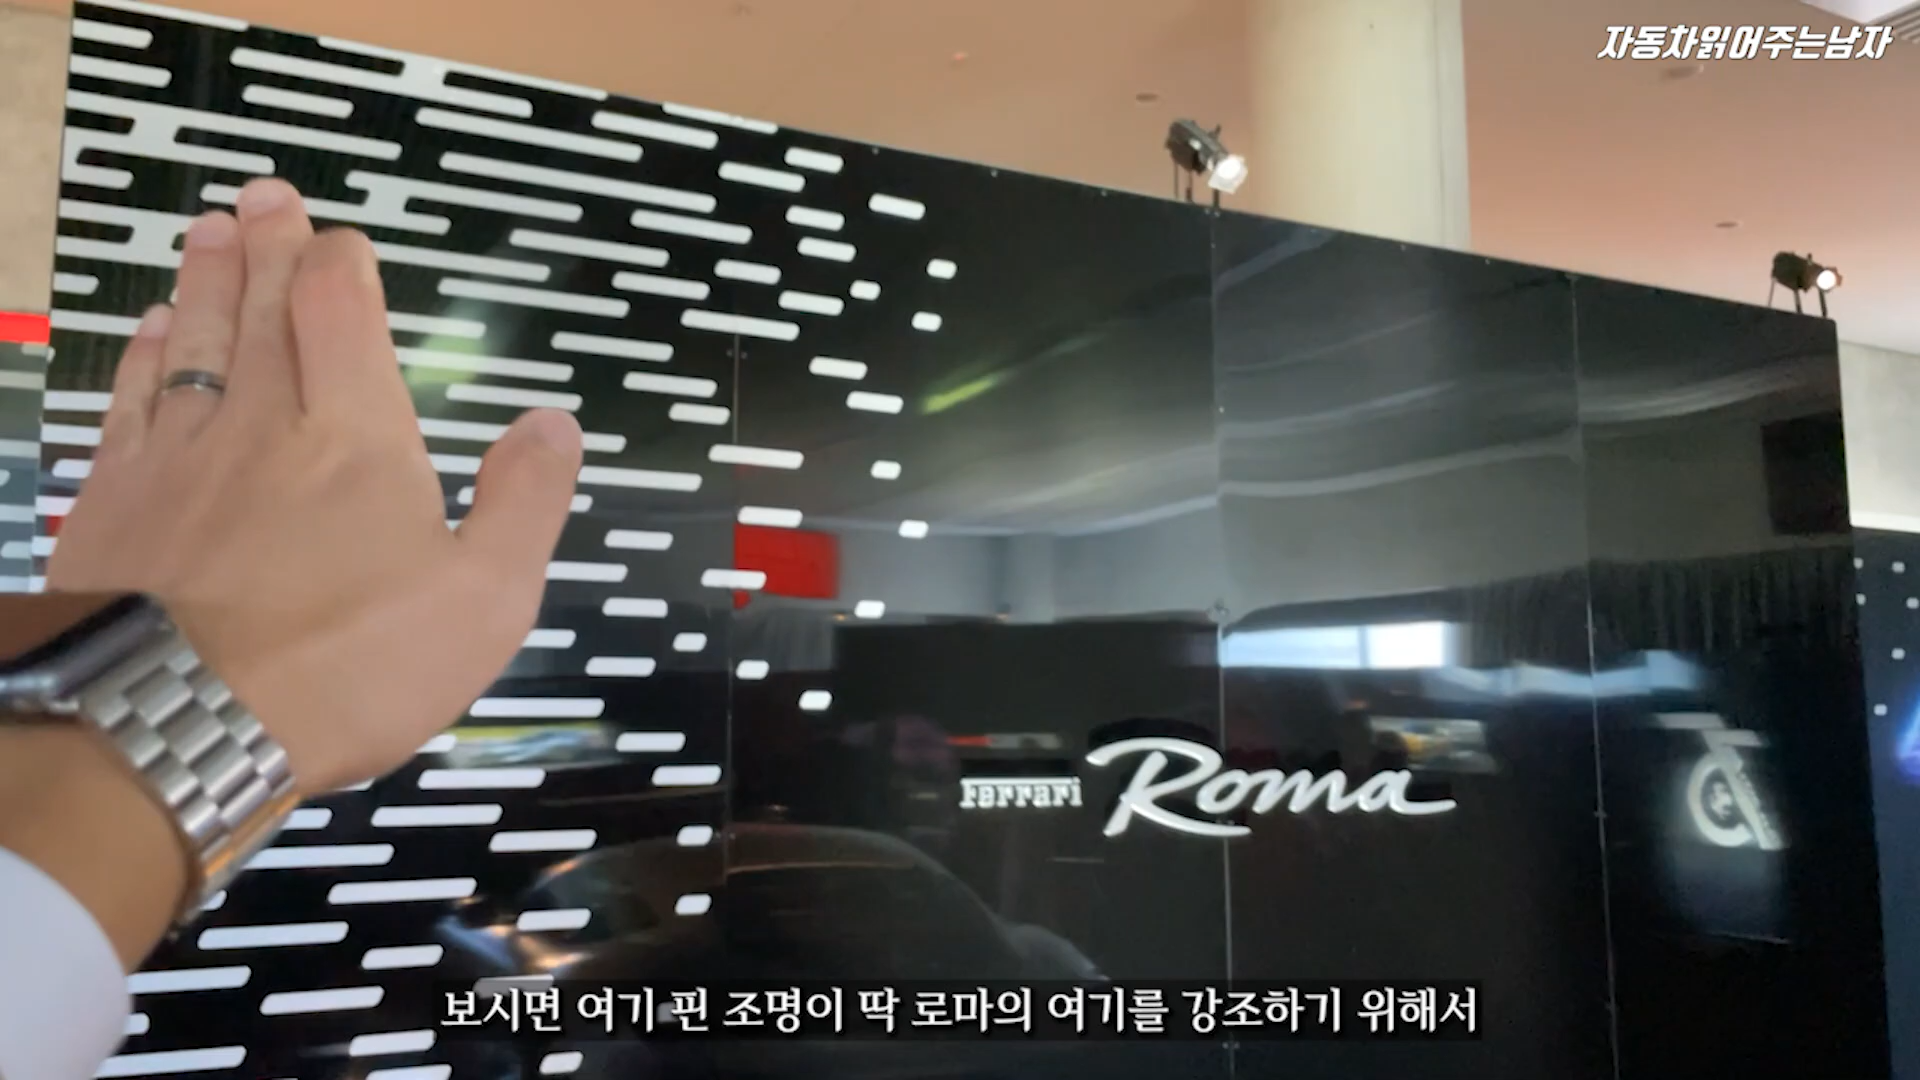 자동차읽어주는남자
Ferrari Roma
보시면 여기 핀 조명이 딱 로마의 여기를 강조하기 위해서